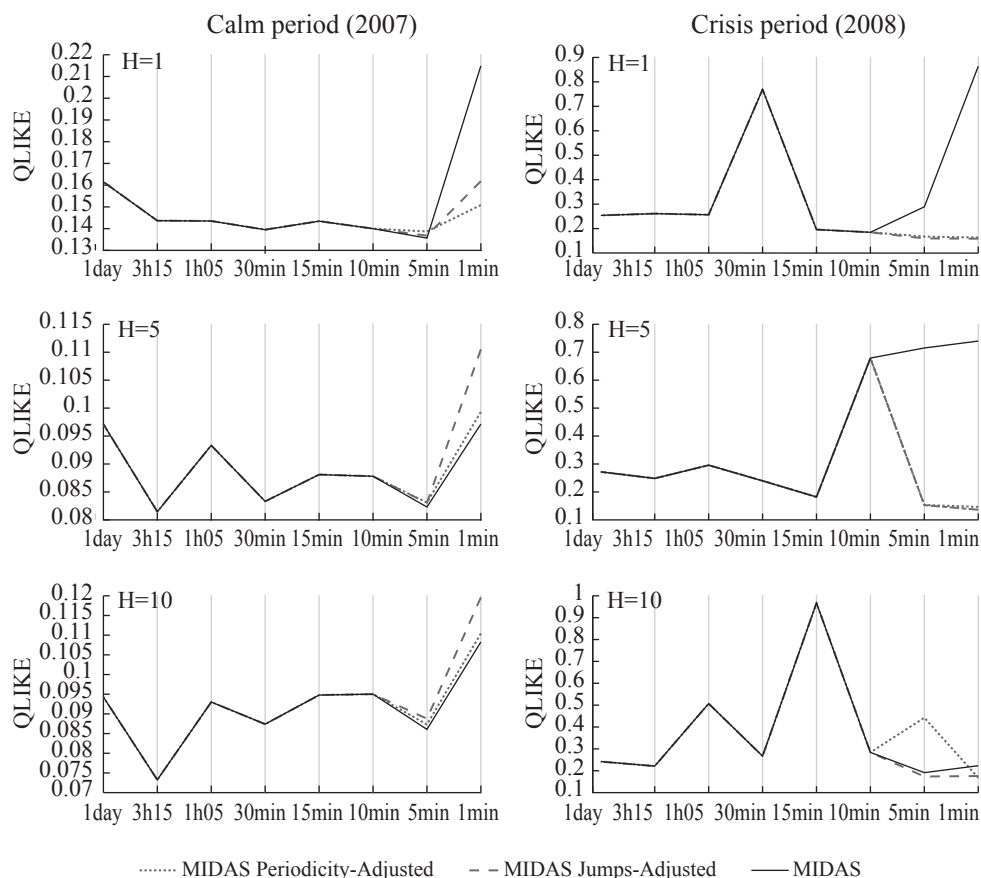 Calm period (2007)
Crisis period (2008)
H=1
QLIKE
0.22
0.21
0.2
0.19
0.18
0.17
0.16
0.15
0.14
0.13
1day 3h15 1h05 30min 15min 10min 5min 1min
H=1
QLIKE
0.9
0.8
0.7
0.6
0.5
0.4
0.3
0.2
0.1
1day 3h15 1h05 30min 15min 10min 5min 1min
H=5
QLIKE
0.115
0.11
0.105
0.1
0.095
0.09
0.085
0.08
1day 3h15 1h05 30min 15min 10min 5min 1min
H=5
QLIKE
0.8
0.7
0.6
0.5
0.4
0.3
0.2
0.1
1day 3h15 1h05 30min 15min 10min 5min 1min
H=10
QLIKE
0.12
0.115
0.11
0.105
0.1
0.095
0.09
0.085
0.08
0.075
0.07
1day 3h15 1h05 30min 15min 10min 5min 1min
H=10
QLIKE
1
0.9
0.8
0.7
0.6
0.5
0.4
0.3
0.2
0.1
1day 3h15 1h05 30min 15min 10min 5min 1min
MIDAS Periodicity-Adjusted MIDAS Jumps-Adjusted MIDAS